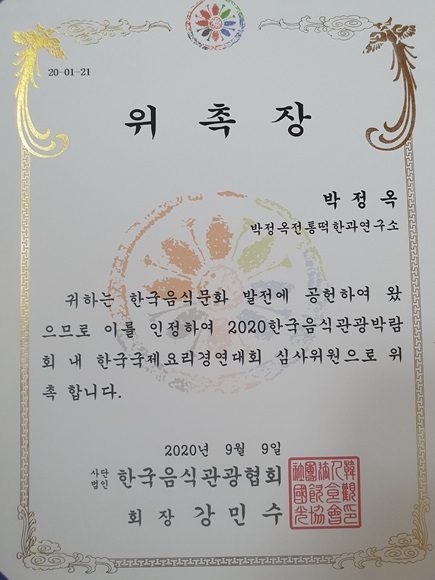 20-01-21
위 촉 장
박 정 옥
박정옥전통떡한과연구소
귀하는 한국음식문화 발전에 공헌하여 왔
으므로 이를 인정하여 2020한국음식관광박람
회 내 한국국제요리경연대회 심사위원으로 위
촉 합니다.
2020년 9월 9일
사단법인 한국음식관광협회
회 장 강 민 수